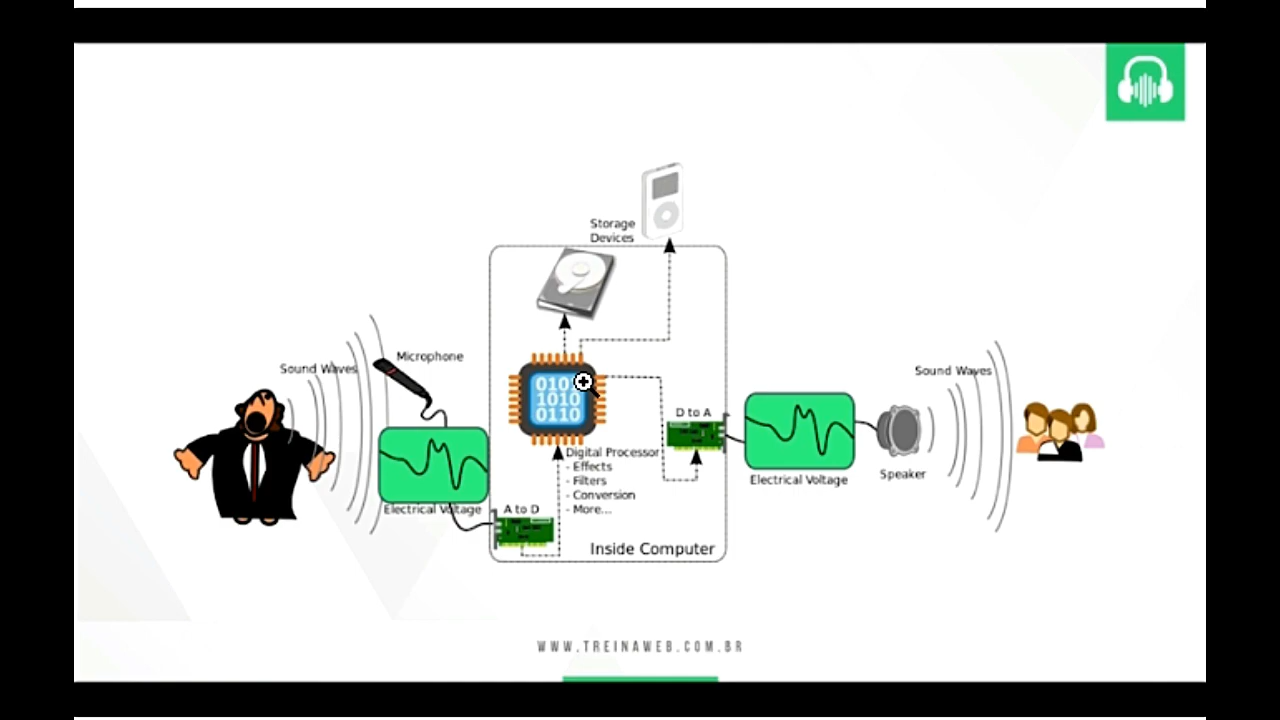 Storage
Devices
Microphone
Sound Waves
0101
1010
0110
D to A
Digital Processor
- Effects
- Filters
- Conversion
- More...
Electrical Voltage
A to D
Inside Computer
Electrical Voltage
Speaker
Sound Waves
WWW.TREINAWEB.COM.BR